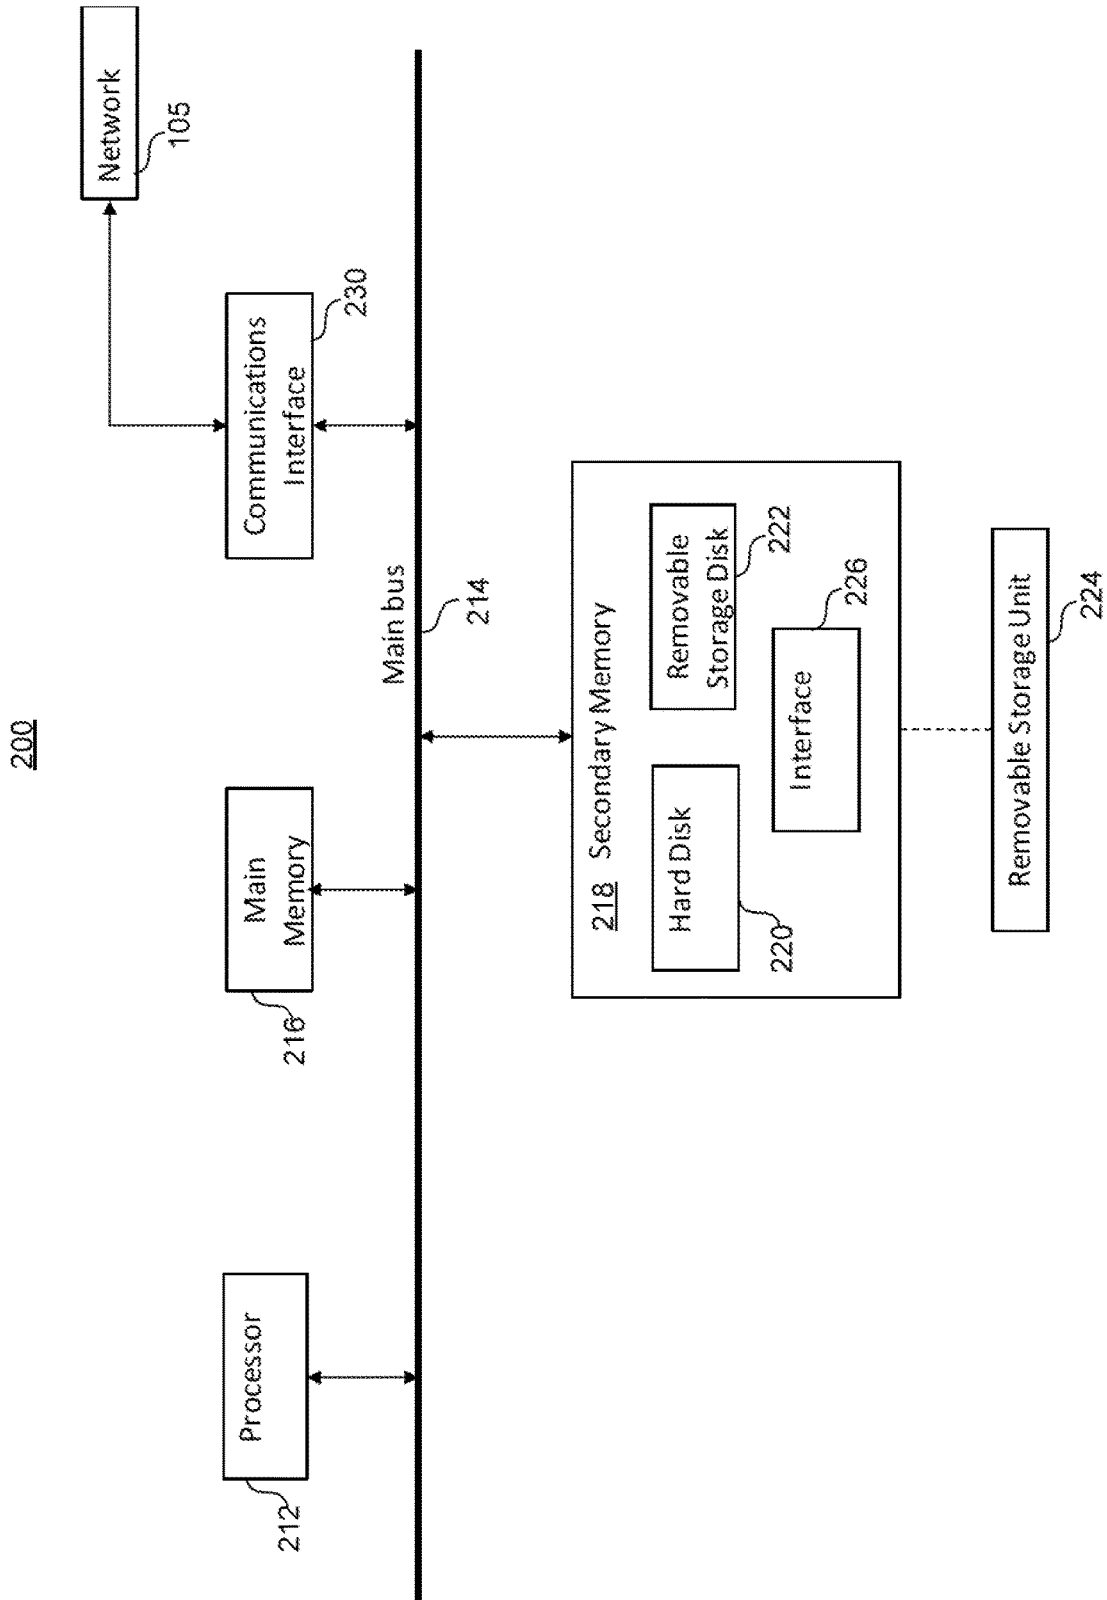 200
Network
105
Communications
Interface
230
Main
Memory
216
Processor
212
Main bus
214
218 Secondary Memory
Hard Disk
220
Removable
Storage Disk
222
Interface
226
Removable Storage Unit
224